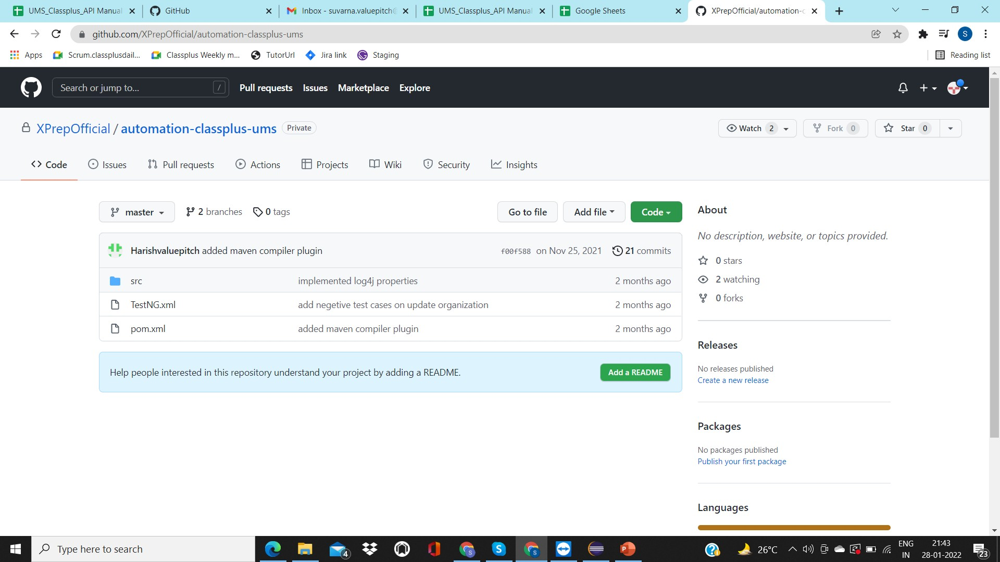 UMS_Classplus_API Manual
GitHub
Inbox - suvarna.valuepitch@
UMS_Classplus_API Manual
Google Sheets
XPrepOfficial/automation-c
github.com/XPrepOfficial/automation-classplus-ums
S
Apps
Scrum.classplusdail...
Classplus Weekly m...
TutorUrl
Jira link
Staging
Reading list
Search or jump to...
/
Pull requests
Issues
Marketplace
Explore
XPrepOfficial / automation-classplus-ums
Private
Watch 2
Fork 0
Star 0
Code
Issues
Pull requests
Actions
Projects
Wiki
Security
Insights
master
2 branches
0 tags
Go to file
Add file
Code
Harishvaluepitch added maven compiler plugin
f00f588 on Nov 25, 2021
21 commits
src
implemented log4j properties
2 months ago
TestNG.xml
add negetive test cases on update organization
2 months ago
pom.xml
added maven compiler plugin
2 months ago
Help people interested in this repository understand your project by adding a README.
Add a README
About
No description, website, or topics provided.
0 stars
2 watching
0 forks
Releases
No releases published
Create a new release
Packages
No packages published
Publish your first package
Languages
Type here to search
4
S
S
S
P
26°C
ENG
IN
21:43
28-01-2022
23